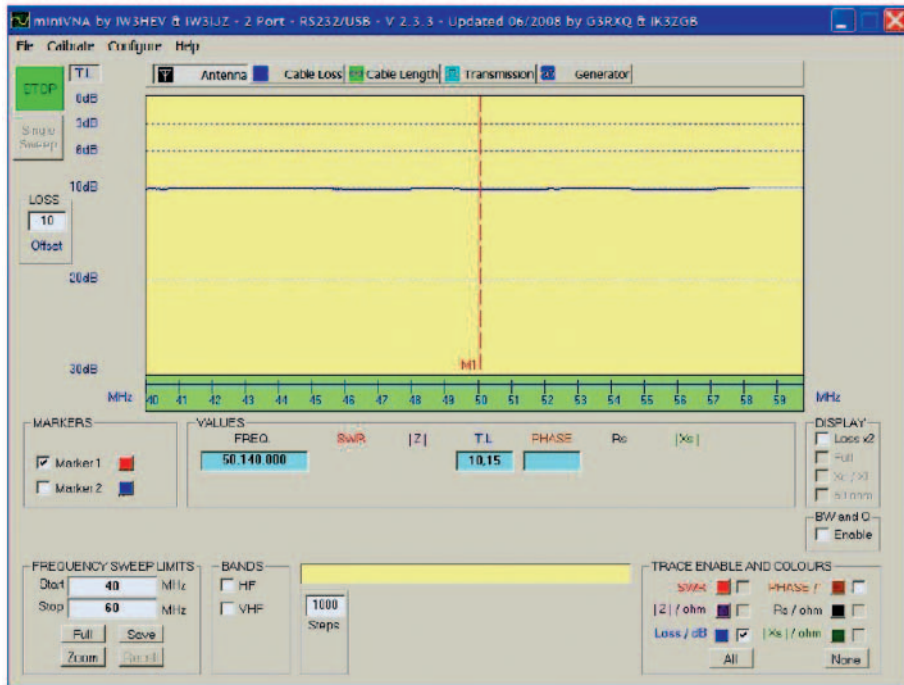 miniVNA by IW3HEV & IW3IJZ - 2 Port - RS232/USB - V 2.3.3 - Updated 06/2008 by G3RXQ & IK3ZGB
File Calibrate Configure Help
STOP
T.L
Antenna Cable Loss Cable Length Transmission Generator
Single Sweep
0dB
3dB
6dB
10dB
20dB
30dB
LOSS
10
Offset
M1
MHz 40 41 42 43 44 45 46 47 48 49 50 51 52 53 54 55 56 57 58 59 MHz
MARKERS
Marker 1
Marker 2
VALUES
FREQ. SWR |Z| T.L PHASE Rs |Xs|
50.140.000 10,15
DISPLAY
Loss x2
Full
50 ohm
BW and Q
Enable
FREQUENCY SWEEP LIMITS
Start 40 MHz
Stop 60 MHz
Full Save
Zoom Recall
BANDS
HF
VHF
1000
Steps
TRACE ENABLE AND COLOURS
SWR PHASE /
|Z| / ohm Rs / ohm
Loss / dB |Xs| / ohm
All None